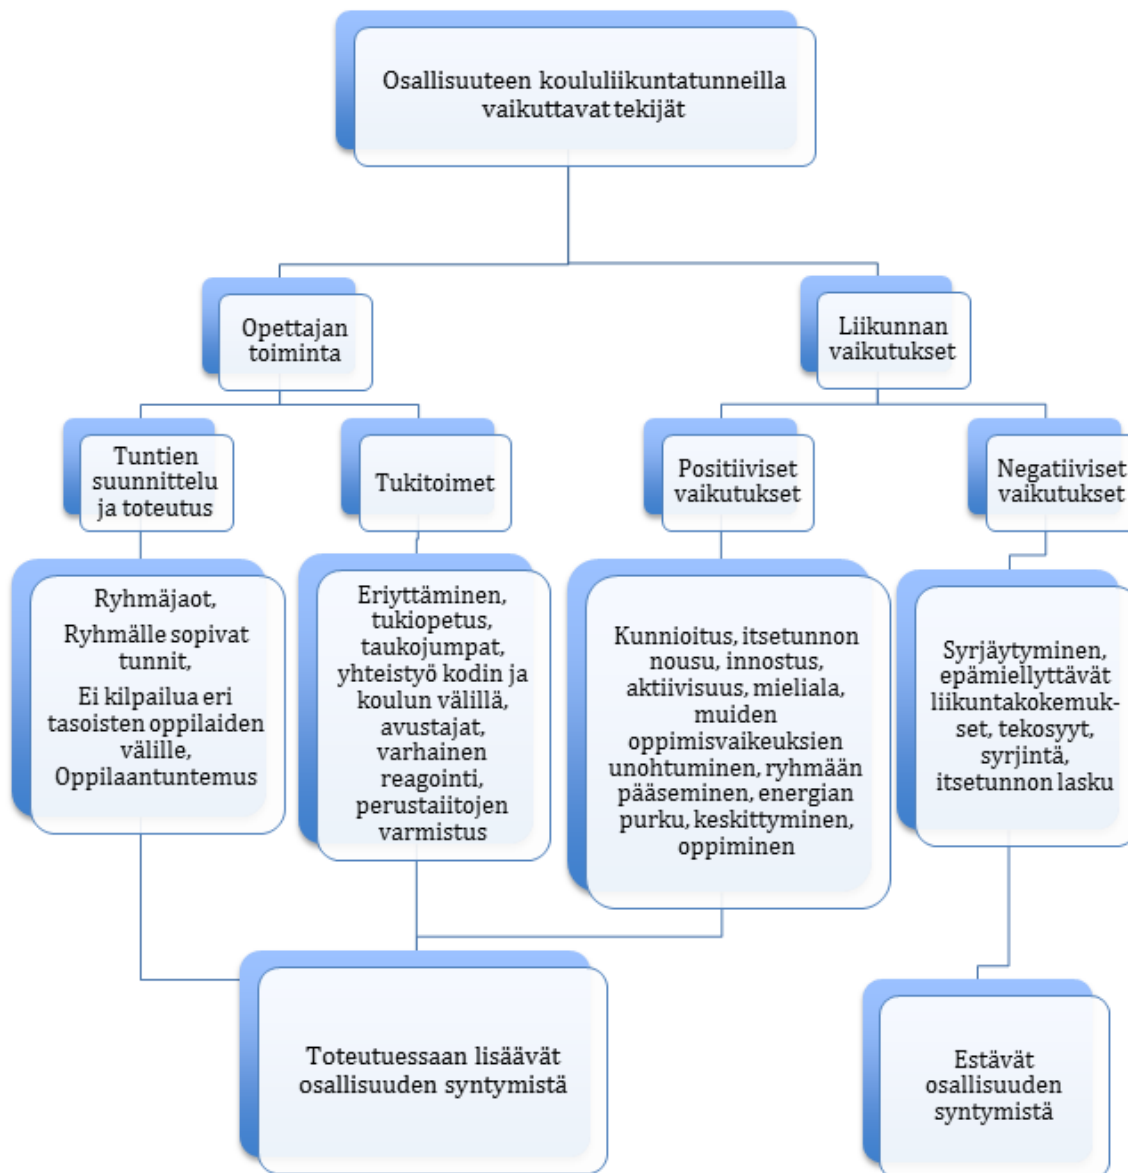 Osallisuuteen koululiikuntatunneilla
vaikuttavat tekijät
Opettajan
toiminta
Liikunnan
vaikutukset
Tuntien
suunnittelu
ja toteutus
Tukitoimet
Positiiviset
vaikutukset
Negatiiviset
vaikutukset
Ryhmäjaot,
Ryhmälle sopivat
tunnit,
Ei kilpailua eri
tasoisten oppilaiden
välille,
Oppilaantuntemus
Eriyttäminen,
tukiopetus,
taukojumpat,
yhteistyö kodin ja
koulun välillä,
avustajat,
varhainen
reagointi,
perustaiitojen
varmistus
Kunnioitus, itsetunnon
nousu, innostus,
aktiivisuus, mieliala,
muiden
oppimisvaikeuksien
unohtuminen, ryhmään
pääseminen, energian
purku, keskittyminen,
oppiminen
Syrjäytyminen,
epämiellyttävät
liikuntakokemuk-
set, tekosyyt,
syrjintä,
itsetunnon lasku
Toteutuessaan lisäävät
osallisuuden syntymistä
Estävät
osallisuuden
syntymistä